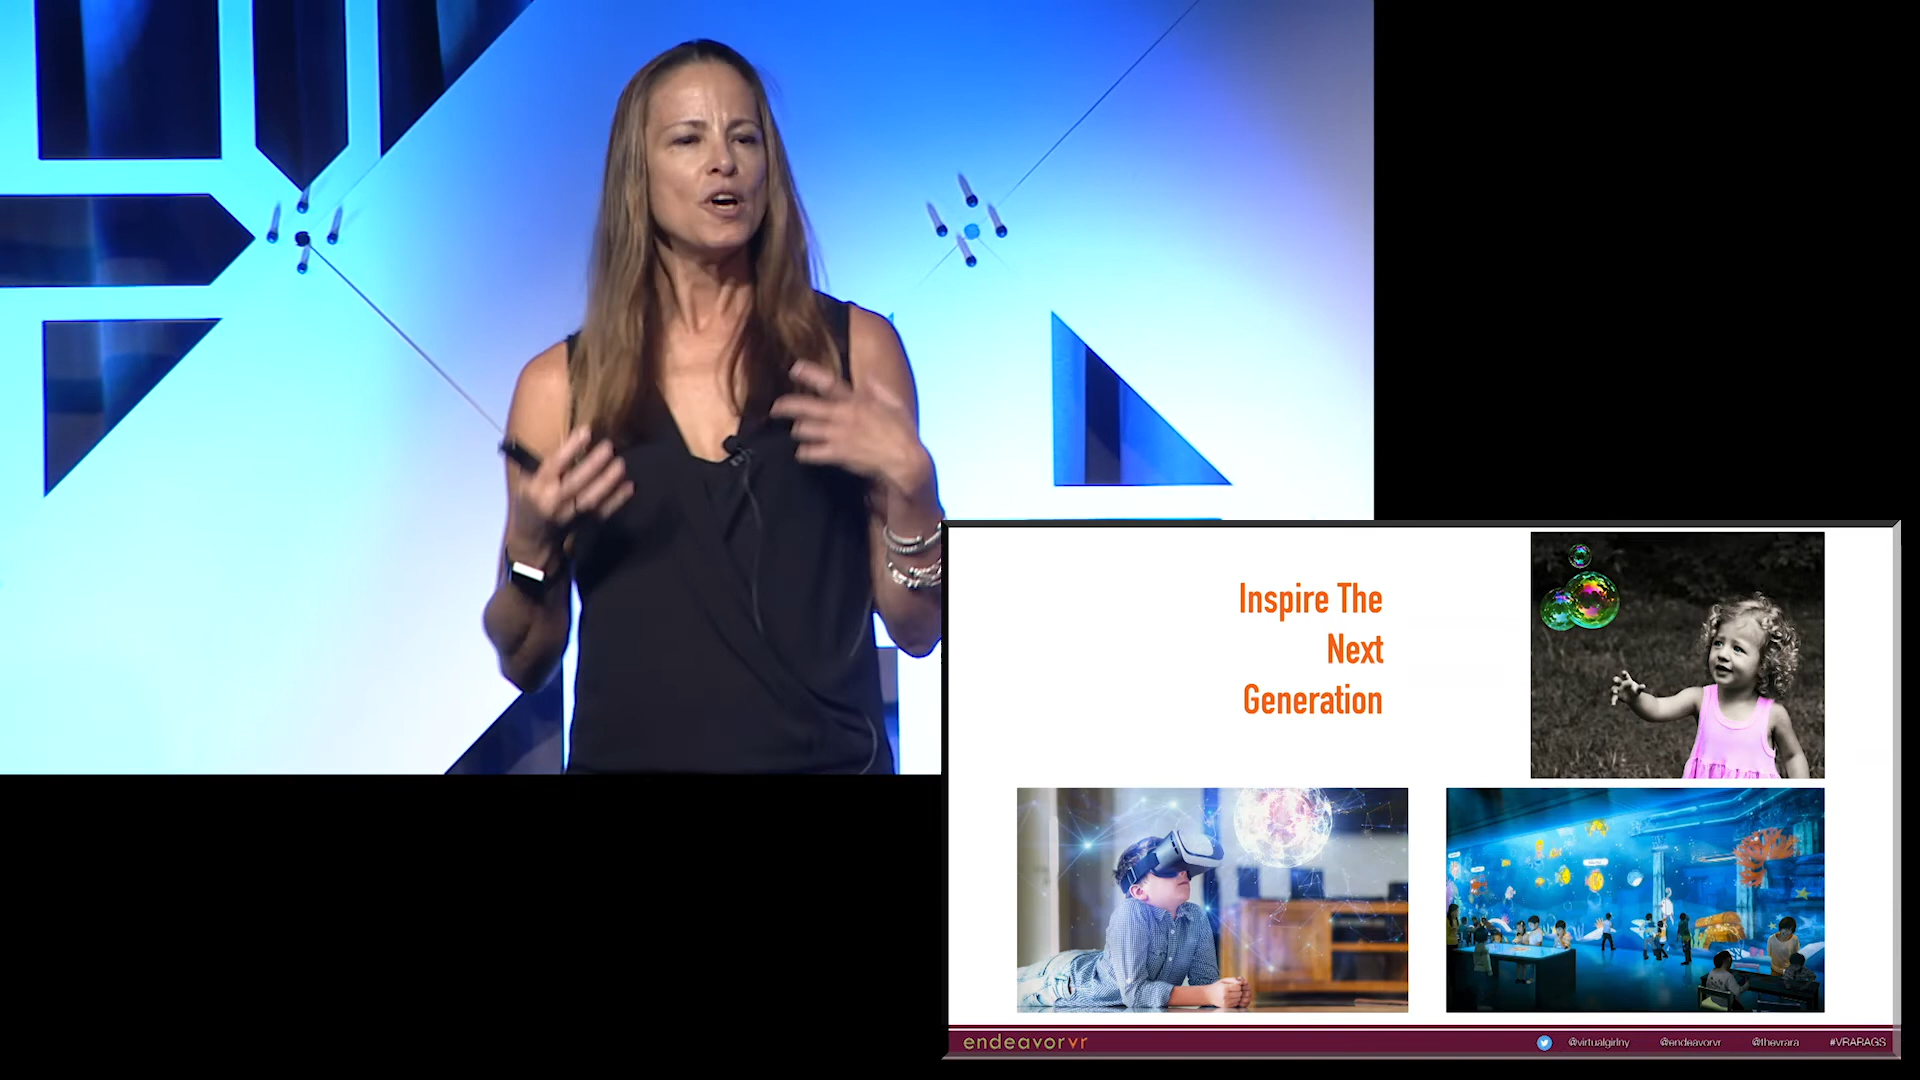 Inspire The
Next
Generation
endeavorvr
@virtualgirlny @endeavorvr @thevrara #VRARAGS